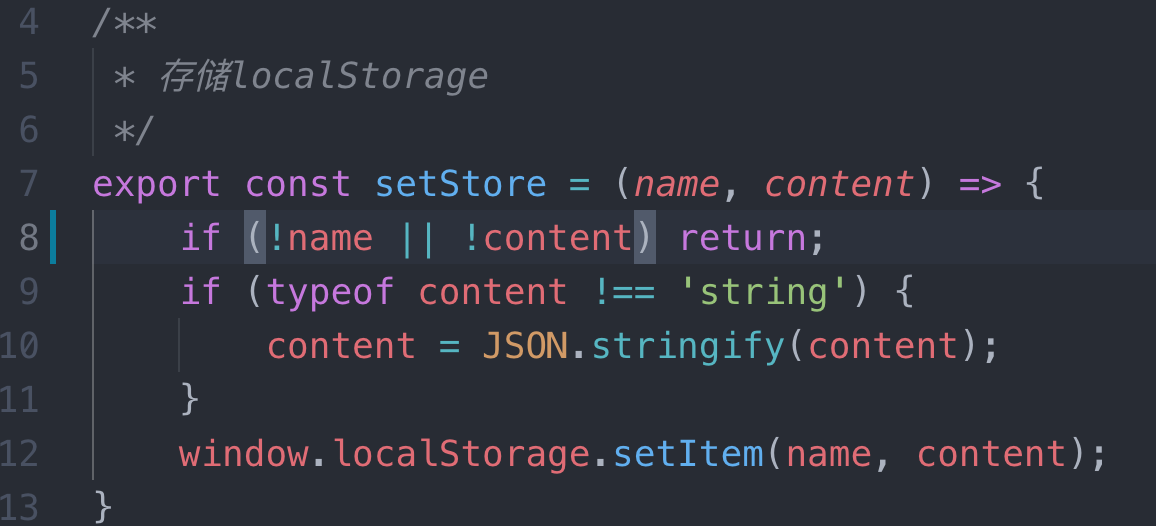 4 /**
5  * 存储localStorage
6  */
7 export const setStore = (name, content) => {
8     if (!name || !content) return;
9     if (typeof content !== 'string') {
10         content = JSON.stringify(content);
11     }
12     window.localStorage.setItem(name, content);
13 }